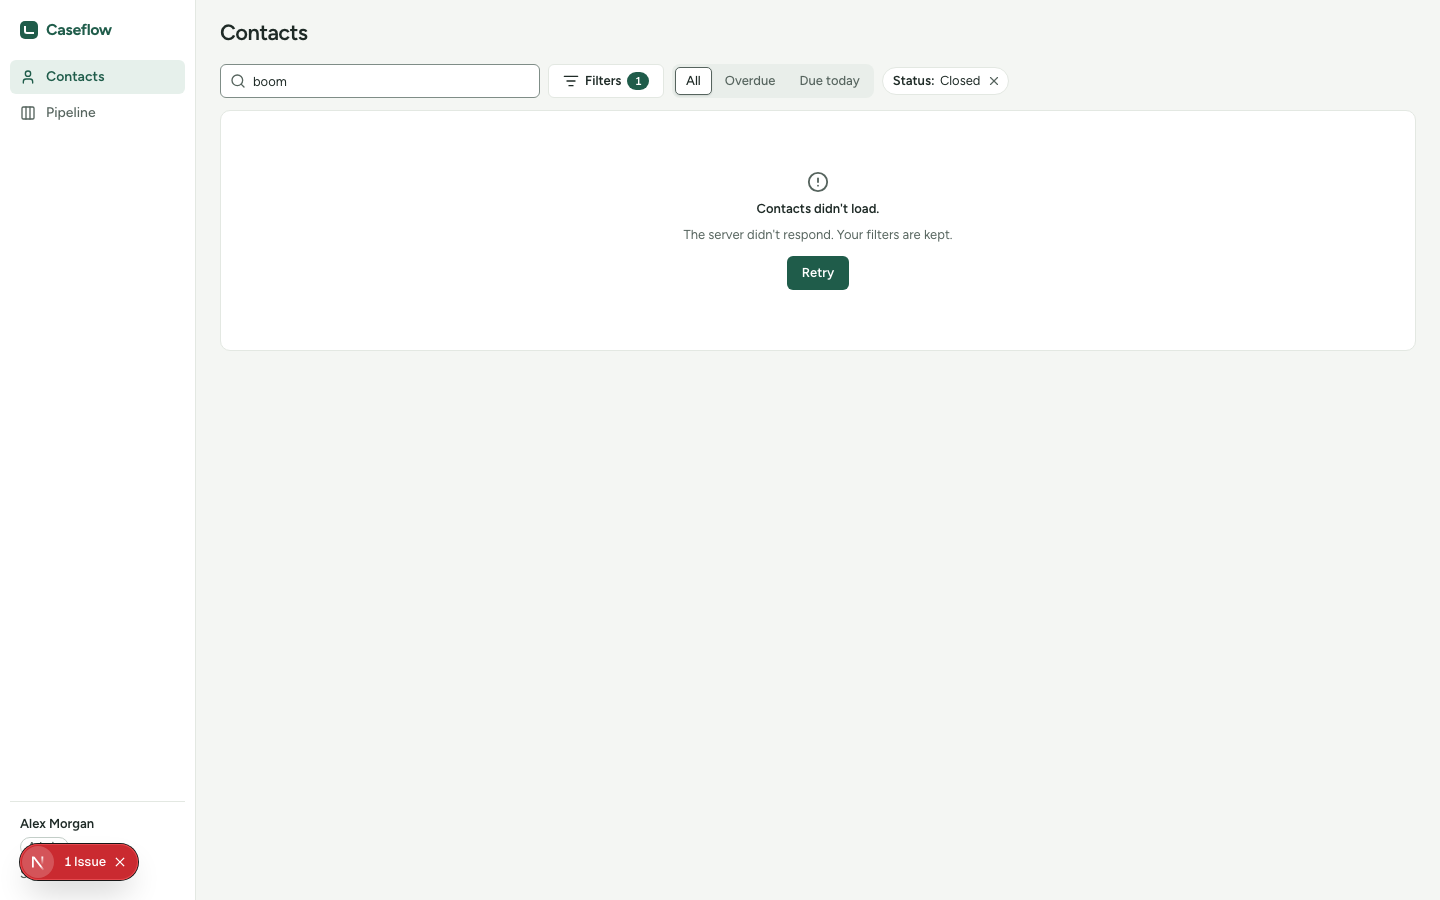 Caseflow
Contacts
Pipeline
Contacts
boom
Filters 1
All
Overdue
Due today
Status: Closed
Contacts didn't load.
The server didn't respond. Your filters are kept.
Retry
Alex Morgan
1 Issue